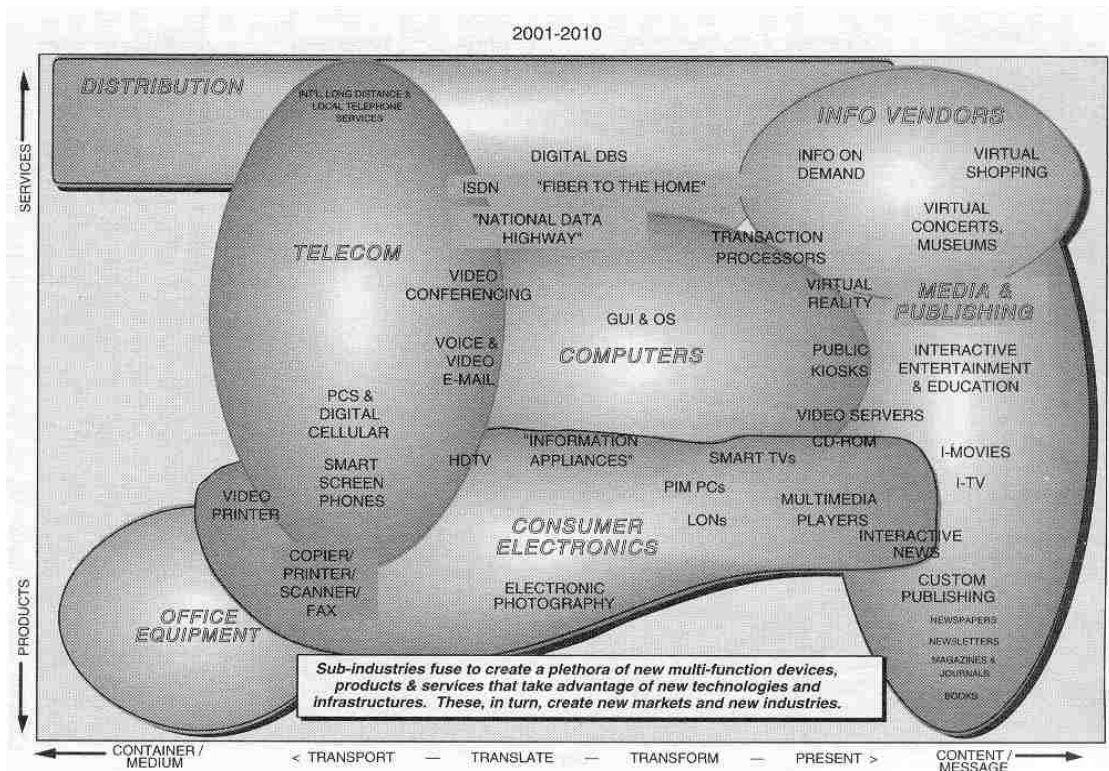 2001-2010
DISTRIBUTION
INT'L LONG DISTANCE &
LOCAL TELEPHONE
SERVICES
INFO VENDORS
SERVICES
DIGITAL DBS
INFO ON
DEMAND
VIRTUAL
SHOPPING
ISDN
"FIBER TO THE HOME"
"NATIONAL DATA
HIGHWAY"
VIRTUAL
CONCERTS,
MUSEUMS
TELECOM
TRANSACTION
PROCESSORS
VIDEO
CONFERENCING
VIRTUAL
REALITY
MEDIA &
PUBLISHING
GUI & OS
COMPUTERS
VOICE &
VIDEO
E-MAIL
PUBLIC
KIOSKS
INTERACTIVE
ENTERTAINMENT
& EDUCATION
PCS &
DIGITAL
CELLULAR
VIDEO SERVERS
CD-ROM
"INFORMATION
APPLIANCES"
HDTV
SMART TVs
I-MOVIES
SMART
SCREEN
PHONES
I-TV
PIM PCs
VIDEO
PRINTER
MULTIMEDIA
PLAYERS
LONs
CONSUMER
ELECTRONICS
INTERACTIVE
NEWS
COPIER/
PRINTER/
SCANNER/
FAX
ELECTRONIC
PHOTOGRAPHY
CUSTOM
PUBLISHING
PRODUCTS
OFFICE
EQUIPMENT
NEWSPAPERS
NEWSLETTERS
MAGAZINES &
JOURNALS
BOOKS
Sub-industries fuse to create a plethora of new multi-function devices,
products & services that take advantage of new technologies and
infrastructures. These, in turn, create new markets and new industries.
CONTAINER /
MEDIUM
< TRANSPORT — TRANSLATE — TRANSFORM — PRESENT >
CONTENT /
MESSAGE